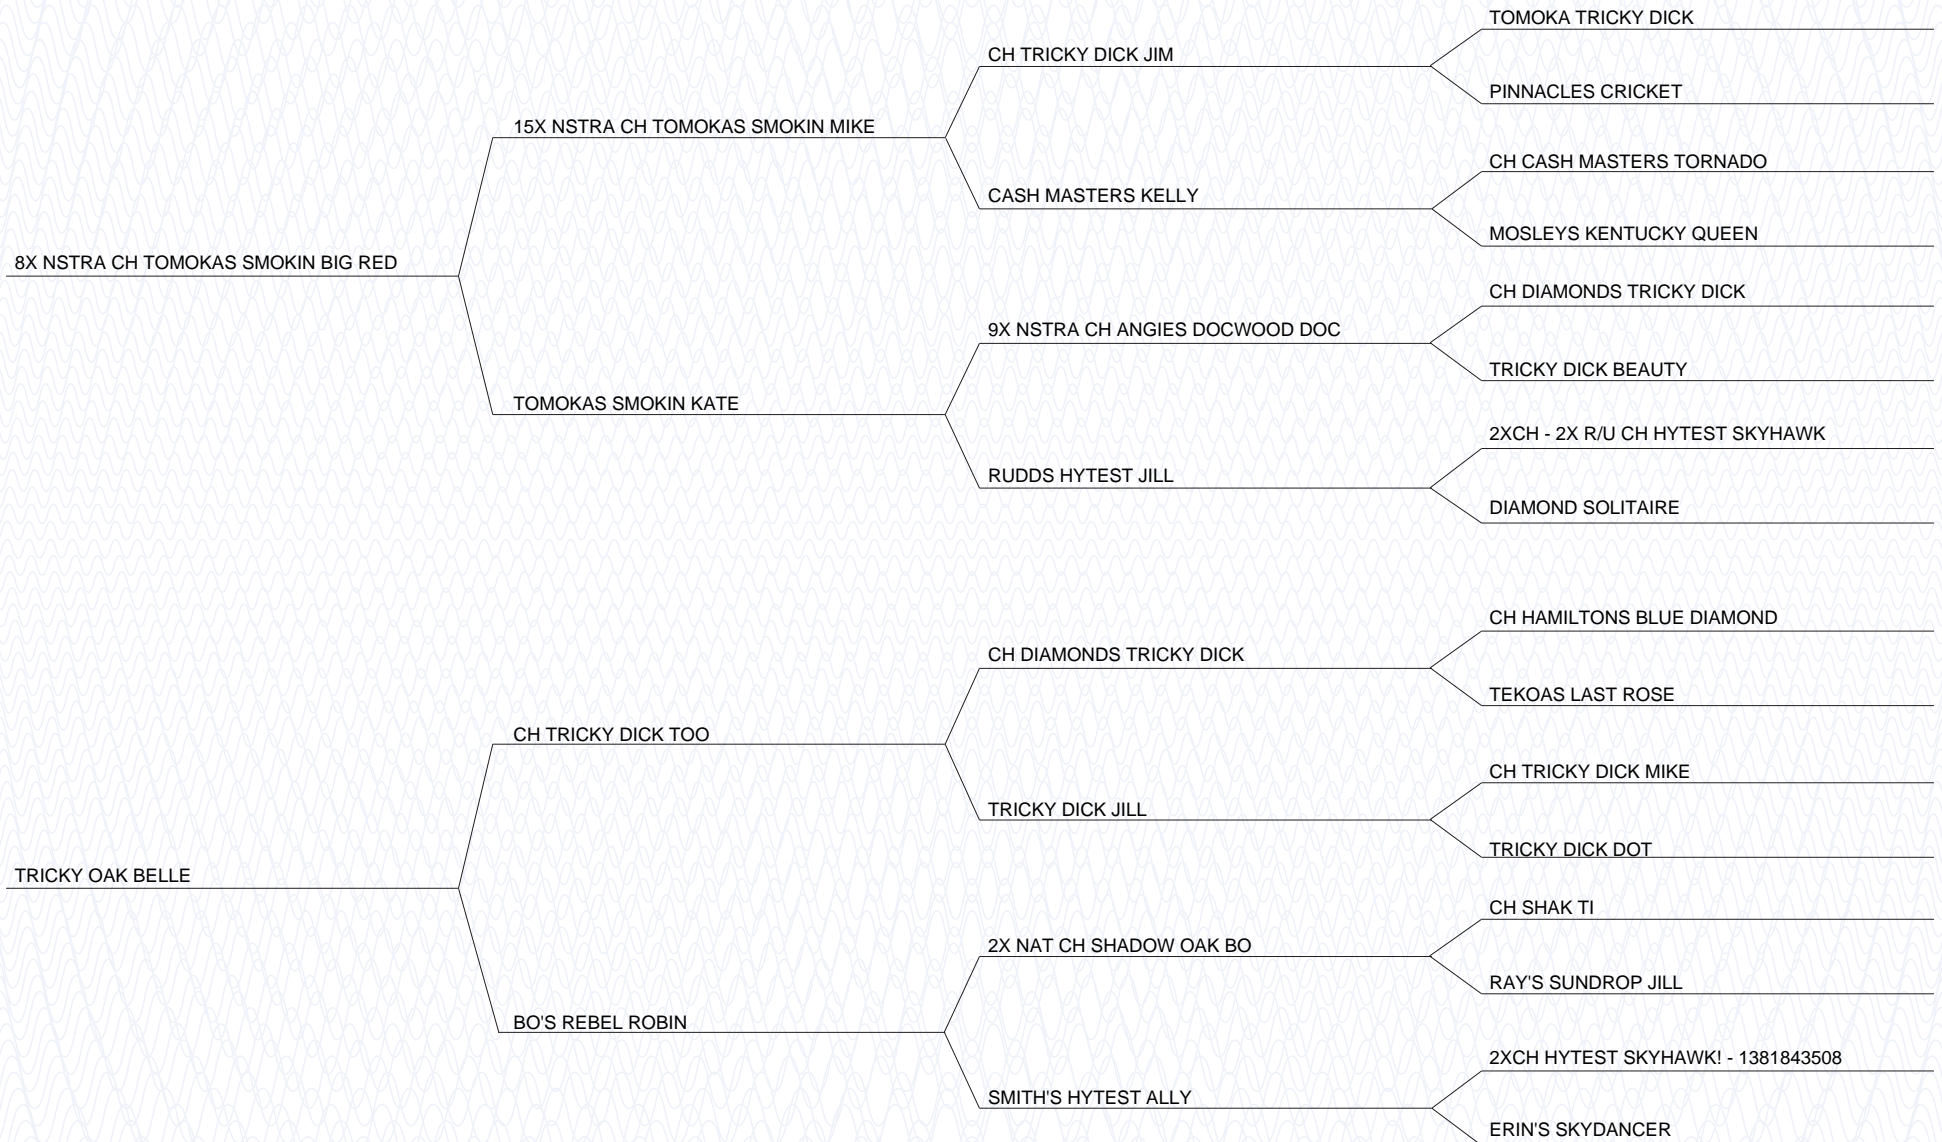 TOMOKA TRICKY DICK
CH TRICKY DICK JIM
PINNACLES CRICKET
15X NSTRA CH TOMOKAS SMOKIN MIKE
CH CASH MASTERS TORNADO
CASH MASTERS KELLY
MOSLEYS KENTUCKY QUEEN
8X NSTRA CH TOMOKAS SMOKIN BIG RED
CH DIAMONDS TRICKY DICK
9X NSTRA CH ANGIES DOCWOOD DOC
TRICKY DICK BEAUTY
TOMOKAS SMOKIN KATE
2XCH - 2X R/U CH HYTEST SKYHAWK
RUDDS HYTEST JILL
DIAMOND SOLITAIRE
CH HAMILTONS BLUE DIAMOND
CH DIAMONDS TRICKY DICK
TEKOAS LAST ROSE
CH TRICKY DICK TOO
CH TRICKY DICK MIKE
TRICKY DICK JILL
TRICKY DICK DOT
TRICKY OAK BELLE
CH SHAK TI
2X NAT CH SHADOW OAK BO
RAY'S SUNDROP JILL
BO'S REBEL ROBIN
2XCH HYTEST SKYHAWK! - 1381843508
SMITH'S HYTEST ALLY
ERIN'S SKYDANCER